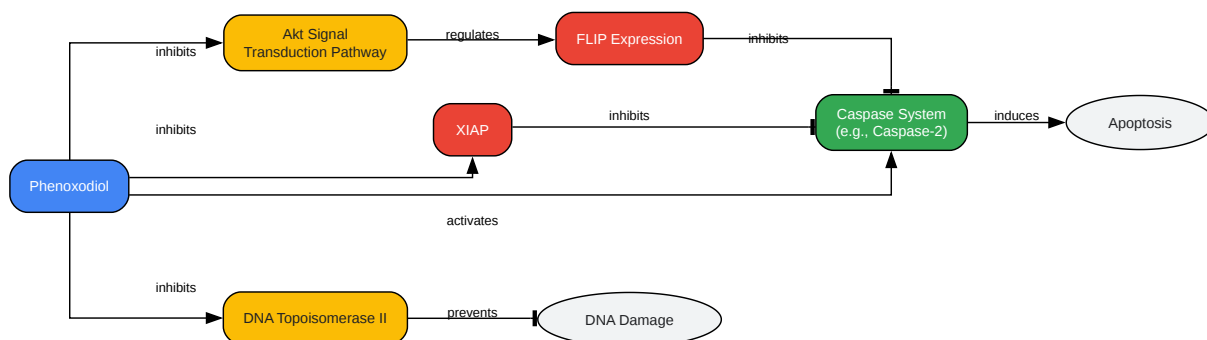 Akt Signal
Transduction Pathway
regulates
FLIP Expression
inhibits
inhibits
XIAP
inhibits
Caspase System
(e.g., Caspase-2)
induces
Apoptosis
inhibits
Phenoxodiol
activates
inhibits
DNA Topoisomerase II
prevents
DNA Damage